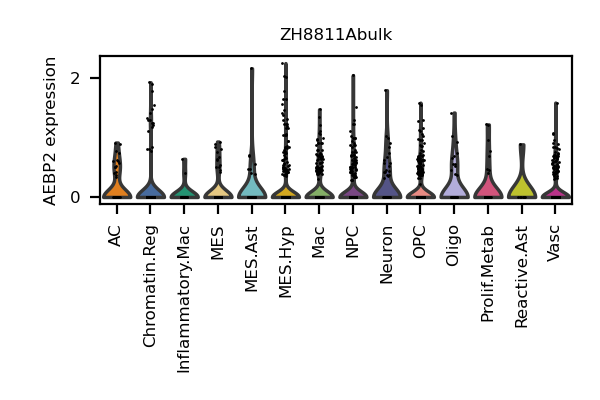 ZH8811Abulk
AEBP2 expression
2
0
AC
Chromatin.Reg
Inflammatory.Mac
MES
MES.Ast
MES.Hyp
Mac
NPC
Neuron
OPC
Oligo
Prolif.Metab
Reactive.Ast
Vasc